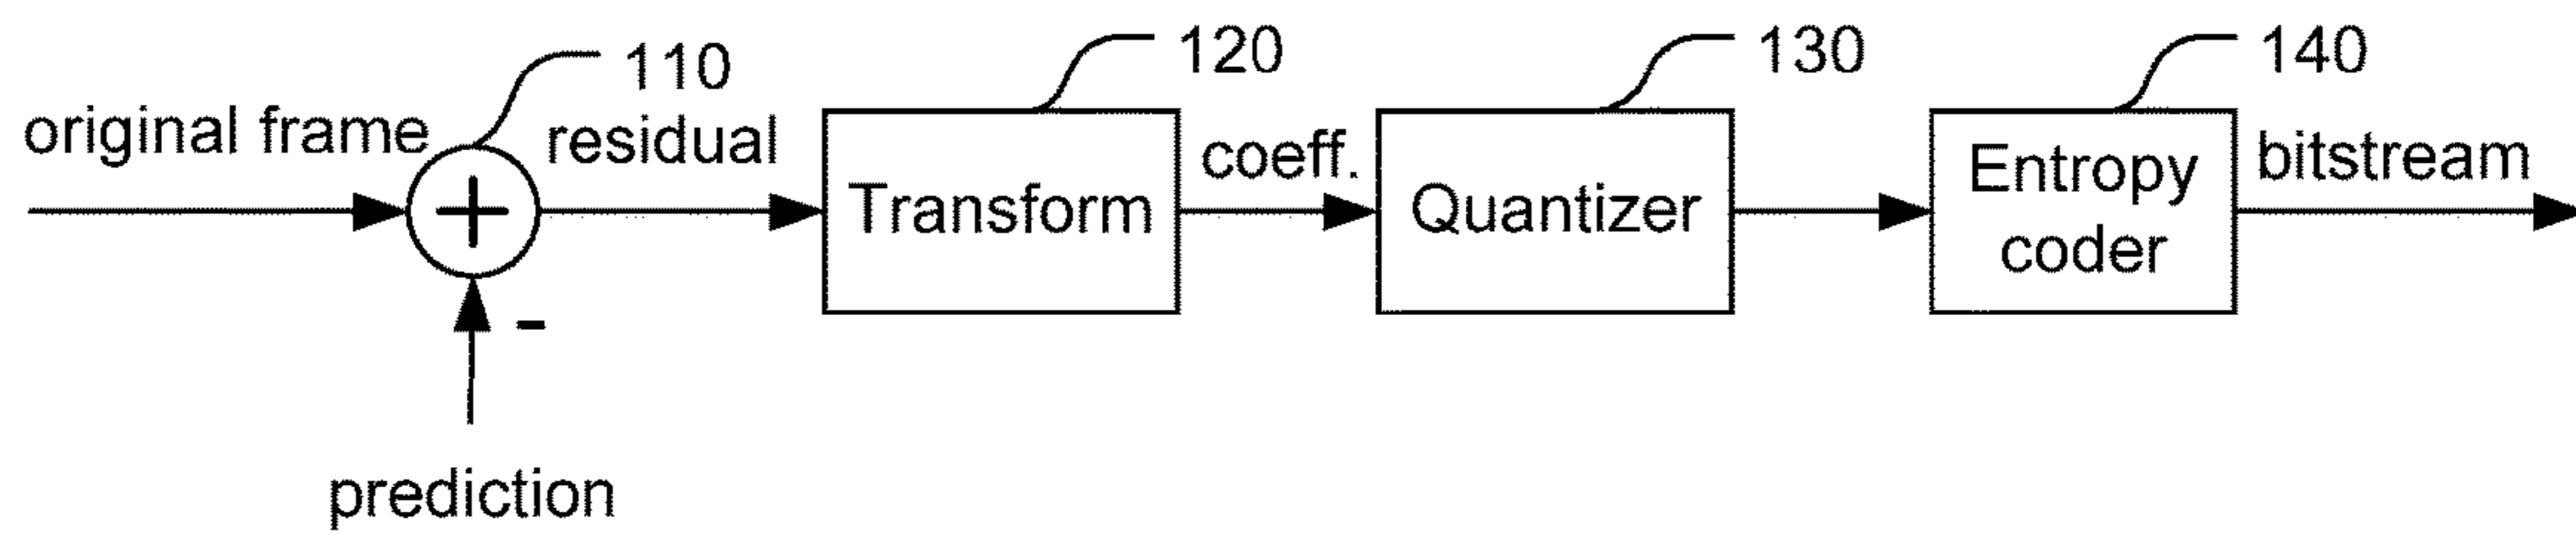 110
120
130
140
original frame
residual
coeff.
bitstream
+
Transform
Quantizer
Entropy
coder
-
prediction